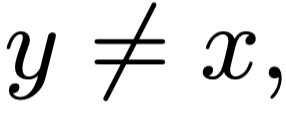 y ≠ x,